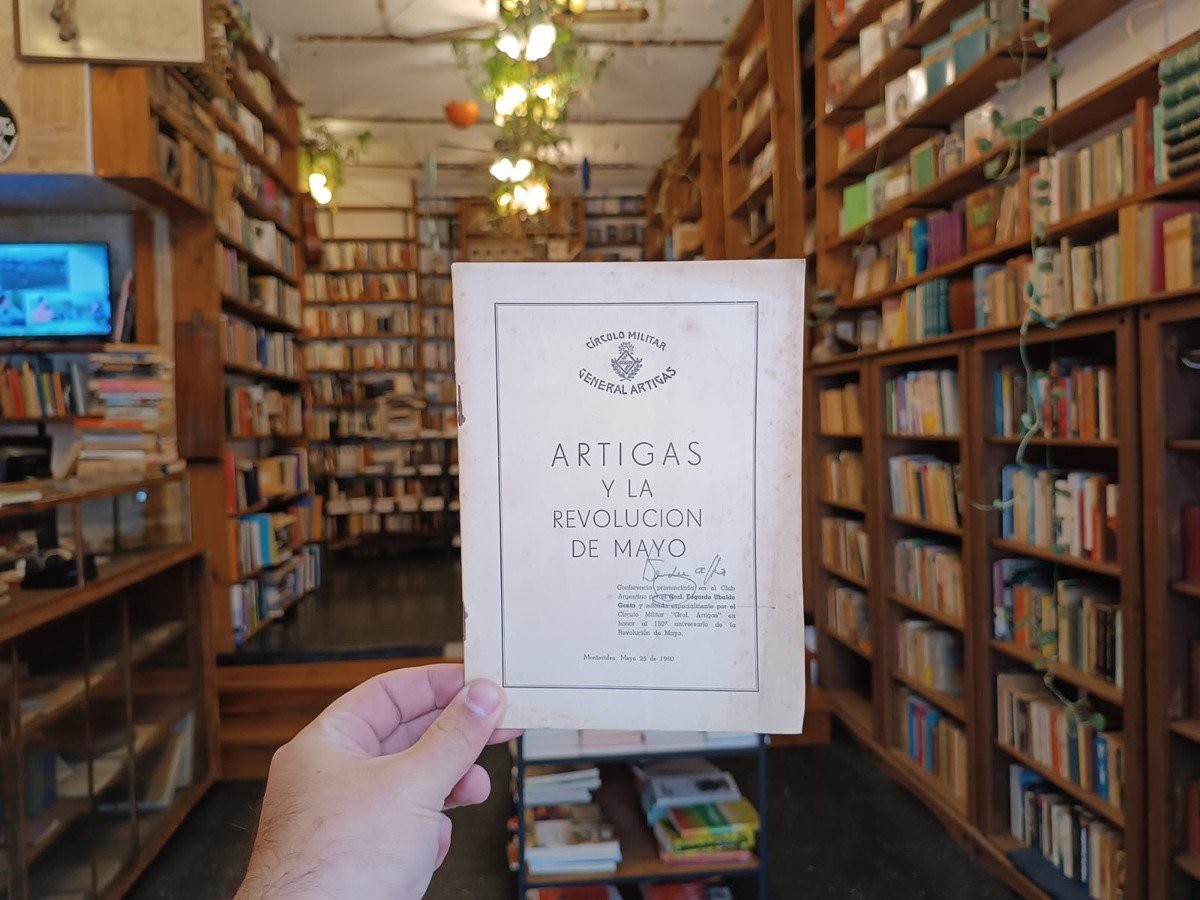 CÍRCULO MILITAR
GENERAL ARTIGAS
ARTIGAS
Y LA
REVOLUCION
DE MAYO
Conferencia pronunciada en el Club
Argentino por el Gral. Edgardo Ubaldo
Genta y editada especialmente por el
Círculo Militar "Gral. Artigas" en
honor al 150º aniversario de la
Revolución de Mayo.
Montevideo, Mayo 25 de 1960